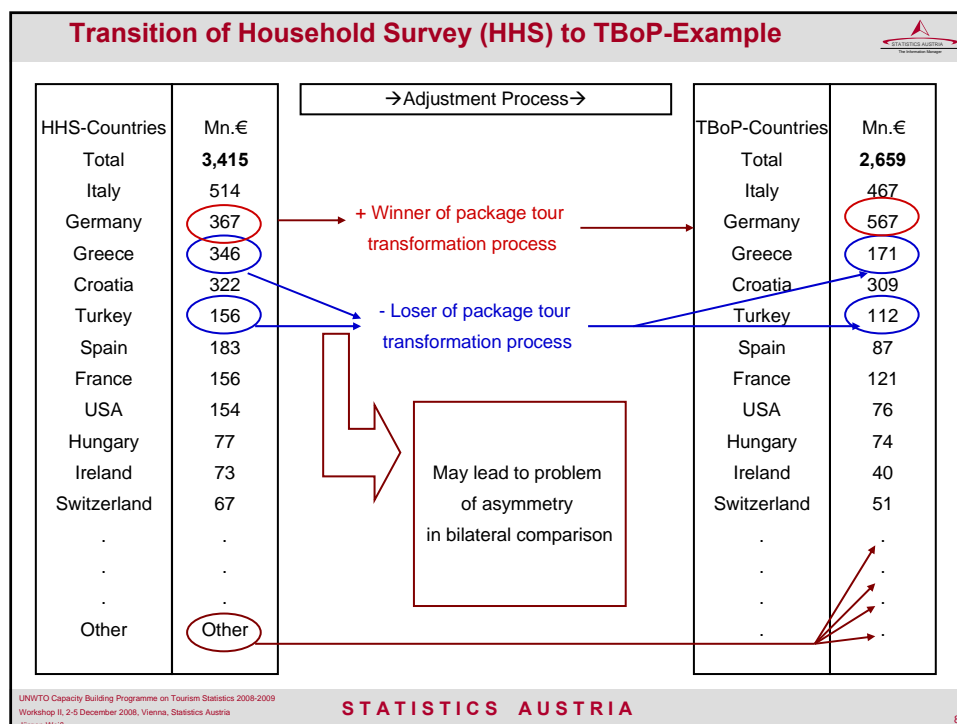 Transition of Household Survey (HHS) to TBoP-Example
STATISTICS AUSTRIA
The Information Manager
→Adjustment Process→
HHS-Countries Mn.€
Total 3,415
Italy 514
Germany 367
Greece 346
Croatia 322
Turkey 156
Spain 183
France 156
USA 154
Hungary 77
Ireland 73
Switzerland 67
. .
. .
. .
Other Other
+ Winner of package tour
transformation process
- Loser of package tour
transformation process
May lead to problem
of asymmetry
in bilateral comparison
TBoP-Countries Mn.€
Total 2,659
Italy 467
Germany 567
Greece 171
Croatia 309
Turkey 112
Spain 87
France 121
USA 76
Hungary 74
Ireland 40
Switzerland 51
. .
. .
. .
. .
UNWTO Capacity Building Programme on Tourism Statistics 2008-2009
Workshop II, 2-5 December 2008, Vienna, Statistics Austria
STATISTICS AUSTRIA
8